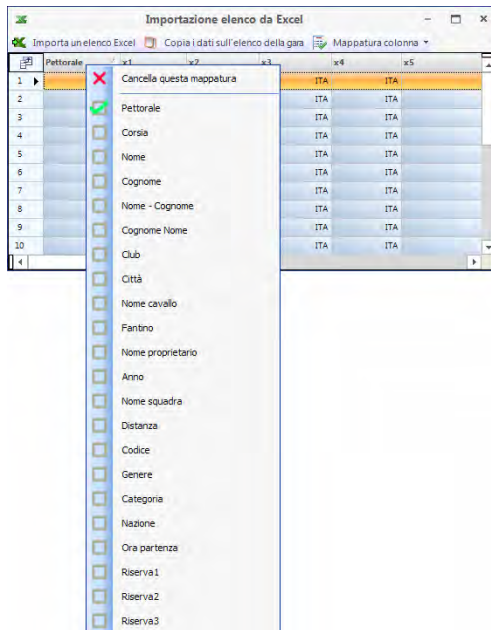 Importazione elenco da Excel
Importa un elenco Excel Copia i dati sull'elenco della gara Mappatura colonna
Pettorale x1 x2 x3 x4 x5
1 ITA ITA
2 ITA ITA
3 ITA ITA
4 ITA ITA
5 ITA ITA
6 ITA ITA
7 ITA ITA
8 ITA ITA
9 ITA ITA
10 ITA ITA
Cancella questa mappatura
Pettorale
Corsia
Nome
Cognome
Nome - Cognome
Cognome Nome
Club
Città
Nome cavallo
Fantino
Nome proprietario
Anno
Nome squadra
Distanza
Codice
Genere
Categoria
Nazione
Ora partenza
Riserva1
Riserva2
Riserva3